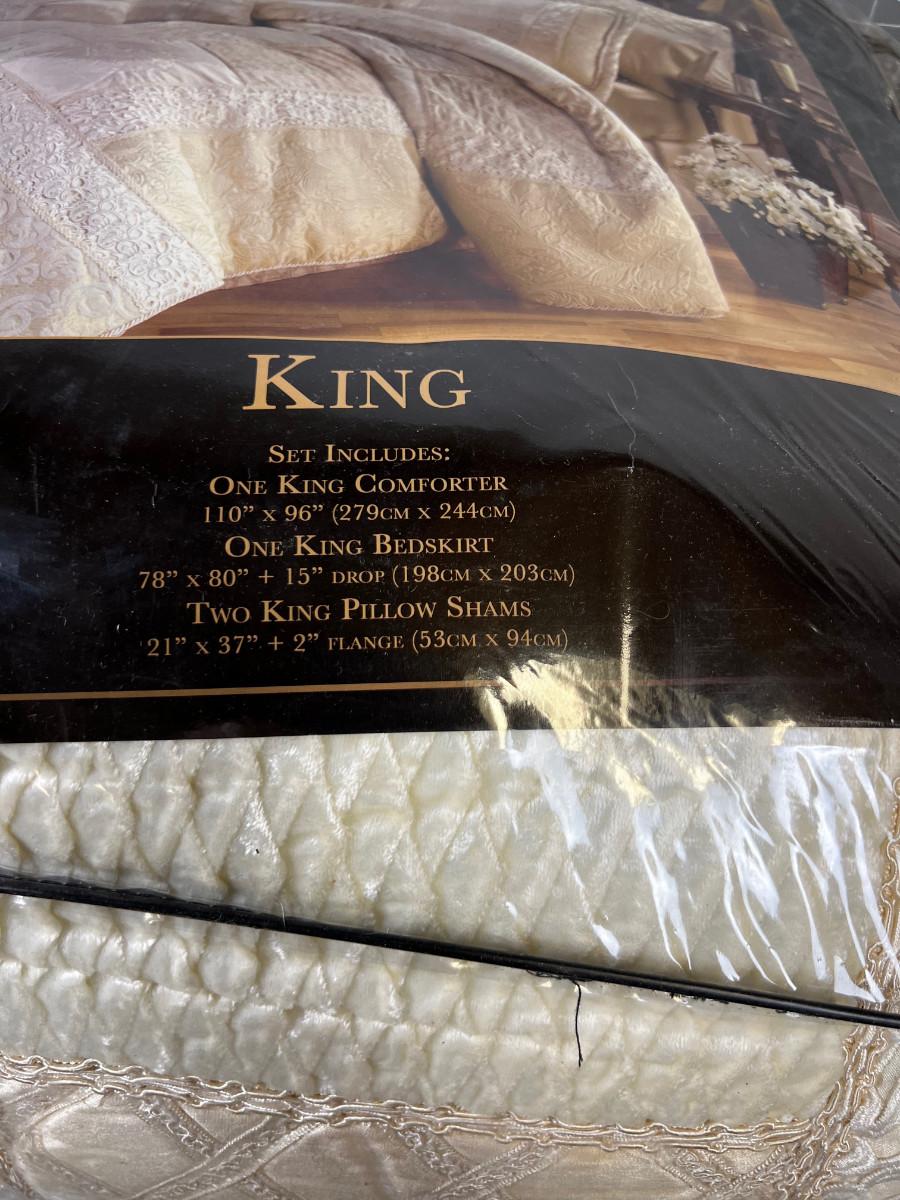 KING
SET INCLUDES:
ONE KING COMFORTER
110” x 96” (279CM x 244CM)
ONE KING BEDSKIRT
78” x 80” + 15” DROP (198CM x 203CM)
TWO KING PILLOW SHAMS
21” x 37” + 2” FLANGE (53CM x 94CM)